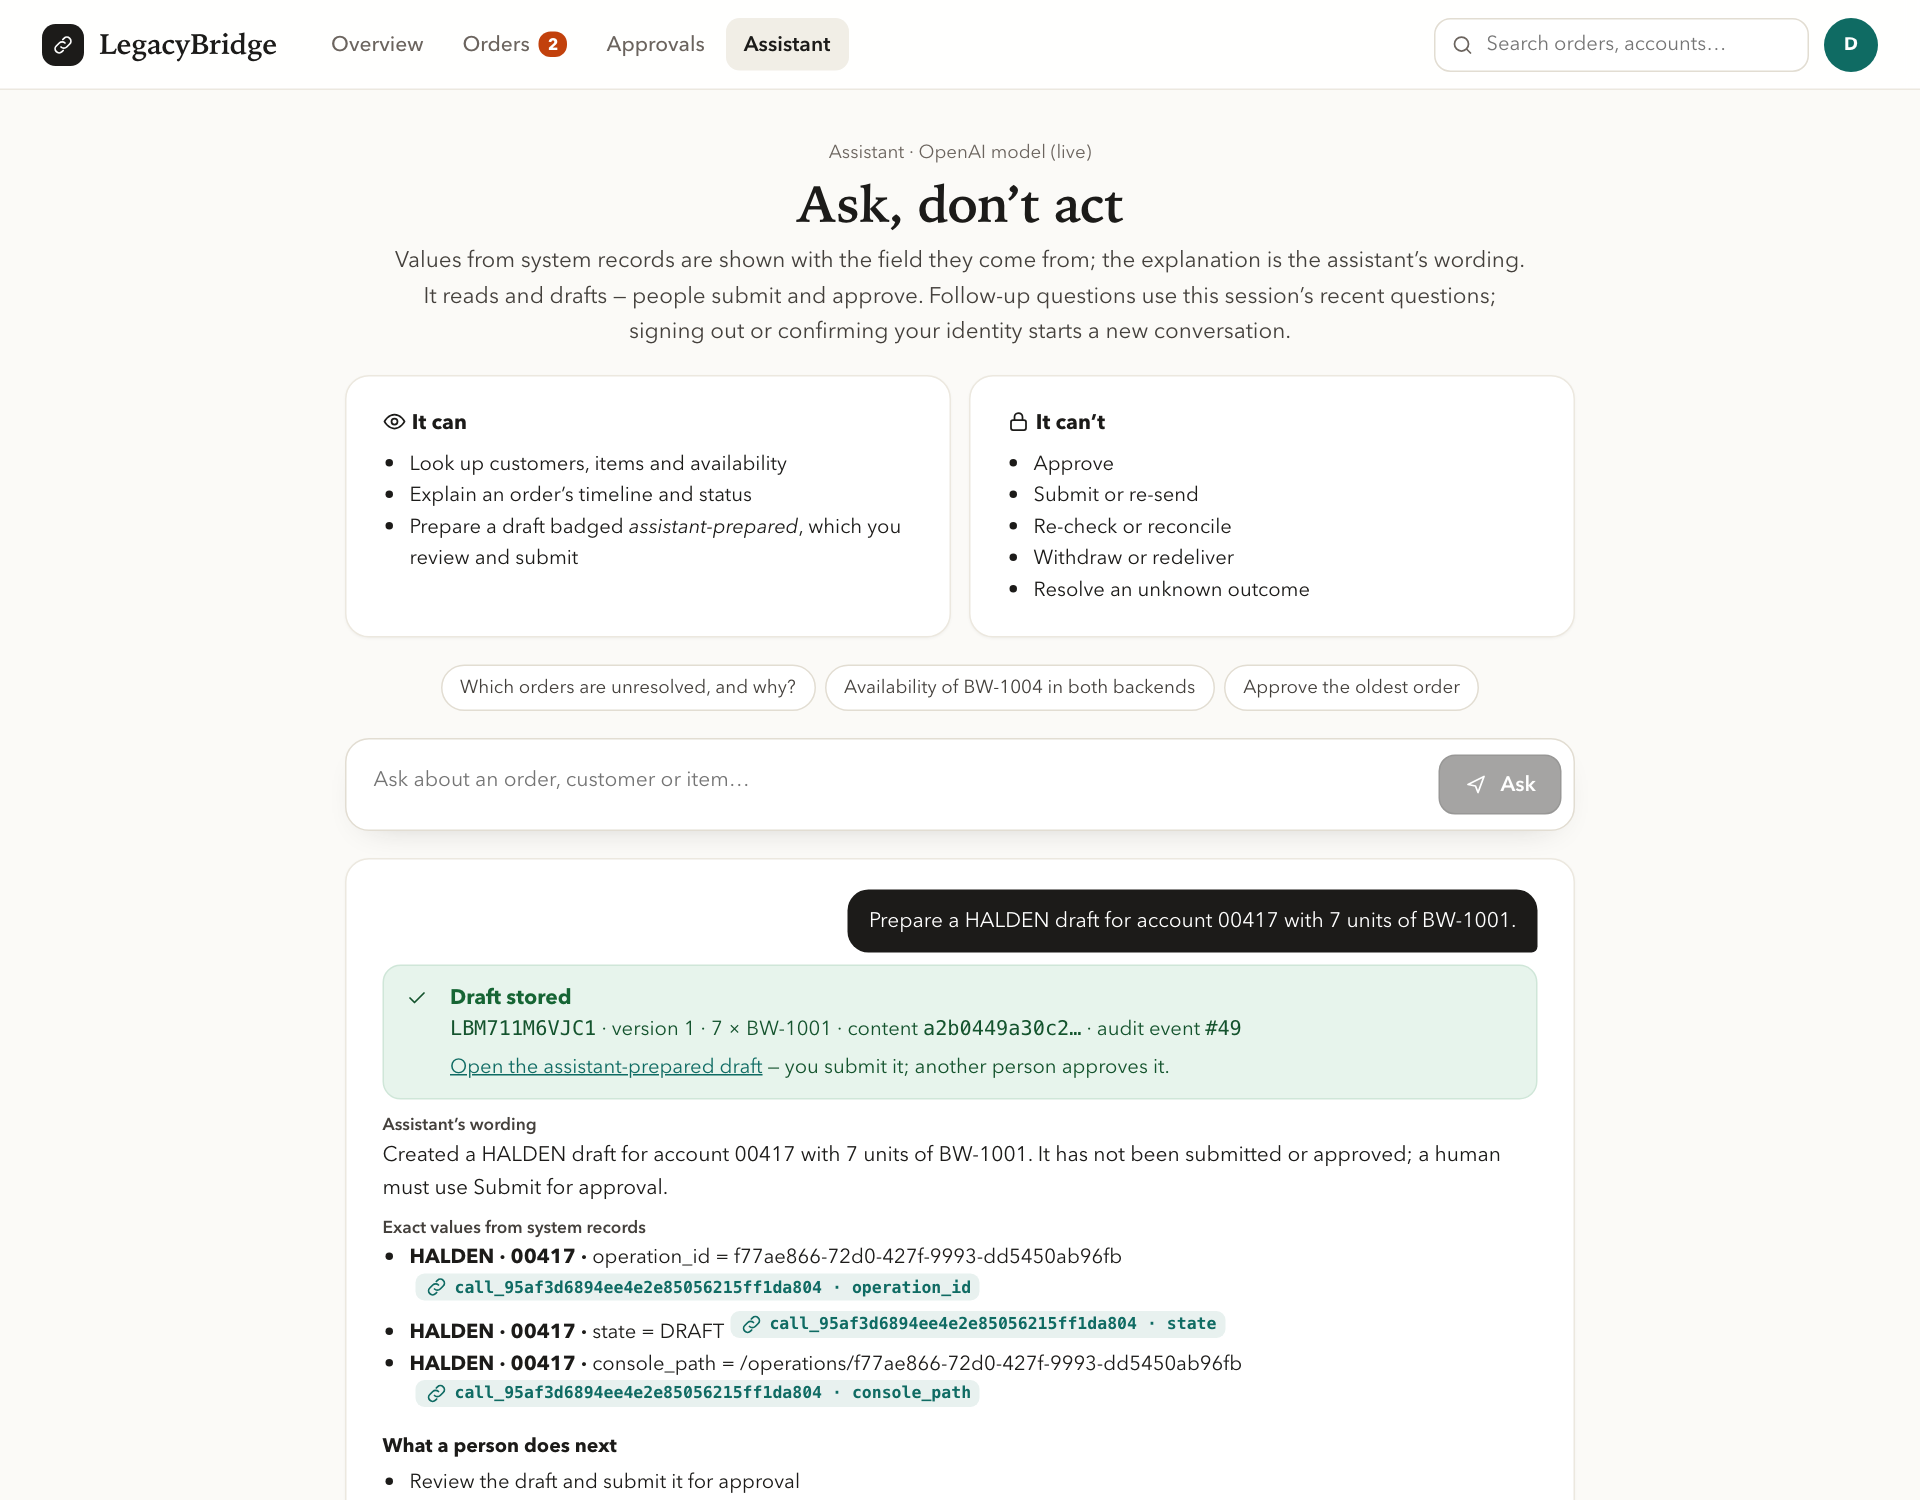 LegacyBridge
Overview
Orders 2
Approvals
Assistant
Search orders, accounts…
D
Assistant · OpenAI model (live)
Ask, don’t act
Values from system records are shown with the field they come from; the explanation is the assistant’s wording.
It reads and drafts – people submit and approve. Follow-up questions use this session’s recent questions;
signing out or confirming your identity starts a new conversation.
It can
• Look up customers, items and availability
• Explain an order’s timeline and status
• Prepare a draft badged assistant-prepared, which you
review and submit
It can’t
• Approve
• Submit or re-send
• Re-check or reconcile
• Withdraw or redeliver
• Resolve an unknown outcome
Which orders are unresolved, and why?
Availability of BW-1004 in both backends
Approve the oldest order
Ask about an order, customer or item…
Ask
Prepare a HALDEN draft for account 00417 with 7 units of BW-1001.
Draft stored
LBM711M6VJC1 · version 1 · 7 × BW-1001 · content a2b0449a30c2… · audit event #49
Open the assistant-prepared draft – you submit it; another person approves it.
Assistant’s wording
Created a HALDEN draft for account 00417 with 7 units of BW-1001. It has not been submitted or approved; a human
must use Submit for approval.
Exact values from system records
• HALDEN · 00417 · operation_id = f77ae866-72d0-427f-9993-dd5450ab96fb
call_95af3d6894ee4e2e85056215ff1da804 · operation_id
• HALDEN · 00417 · state = DRAFT call_95af3d6894ee4e2e85056215ff1da804 · state
• HALDEN · 00417 · console_path = /operations/f77ae866-72d0-427f-9993-dd5450ab96fb
call_95af3d6894ee4e2e85056215ff1da804 · console_path
What a person does next
• Review the draft and submit it for approval